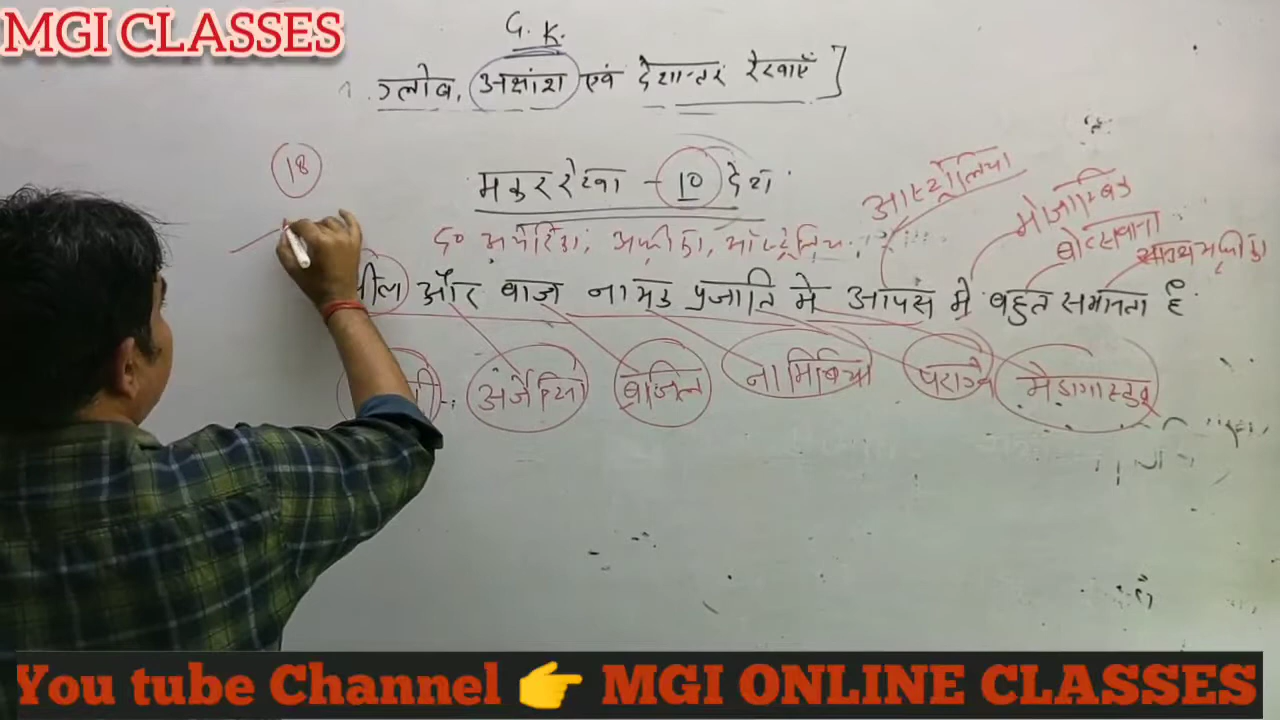 MGI CLASSES
G.K.
ग्लोब, अक्षांश एवं देशान्तर रेखाएँ ]
18
मकर रेखा - 10 देश
द० अमेरिका, अफ्रीका, ऑस्ट्रेलिया
आस्ट्रेलिया
मोजाम्बिक
बोत्सवाना
साउथ अफ्रीका
और बाज नामक प्रजाति मे आपस मे बहुत समानता है
अर्जेंटिना ब्राजिल नामिबिया पराग्वे मेडागास्कर
You tube Channel 👉 MGI ONLINE CLASSES